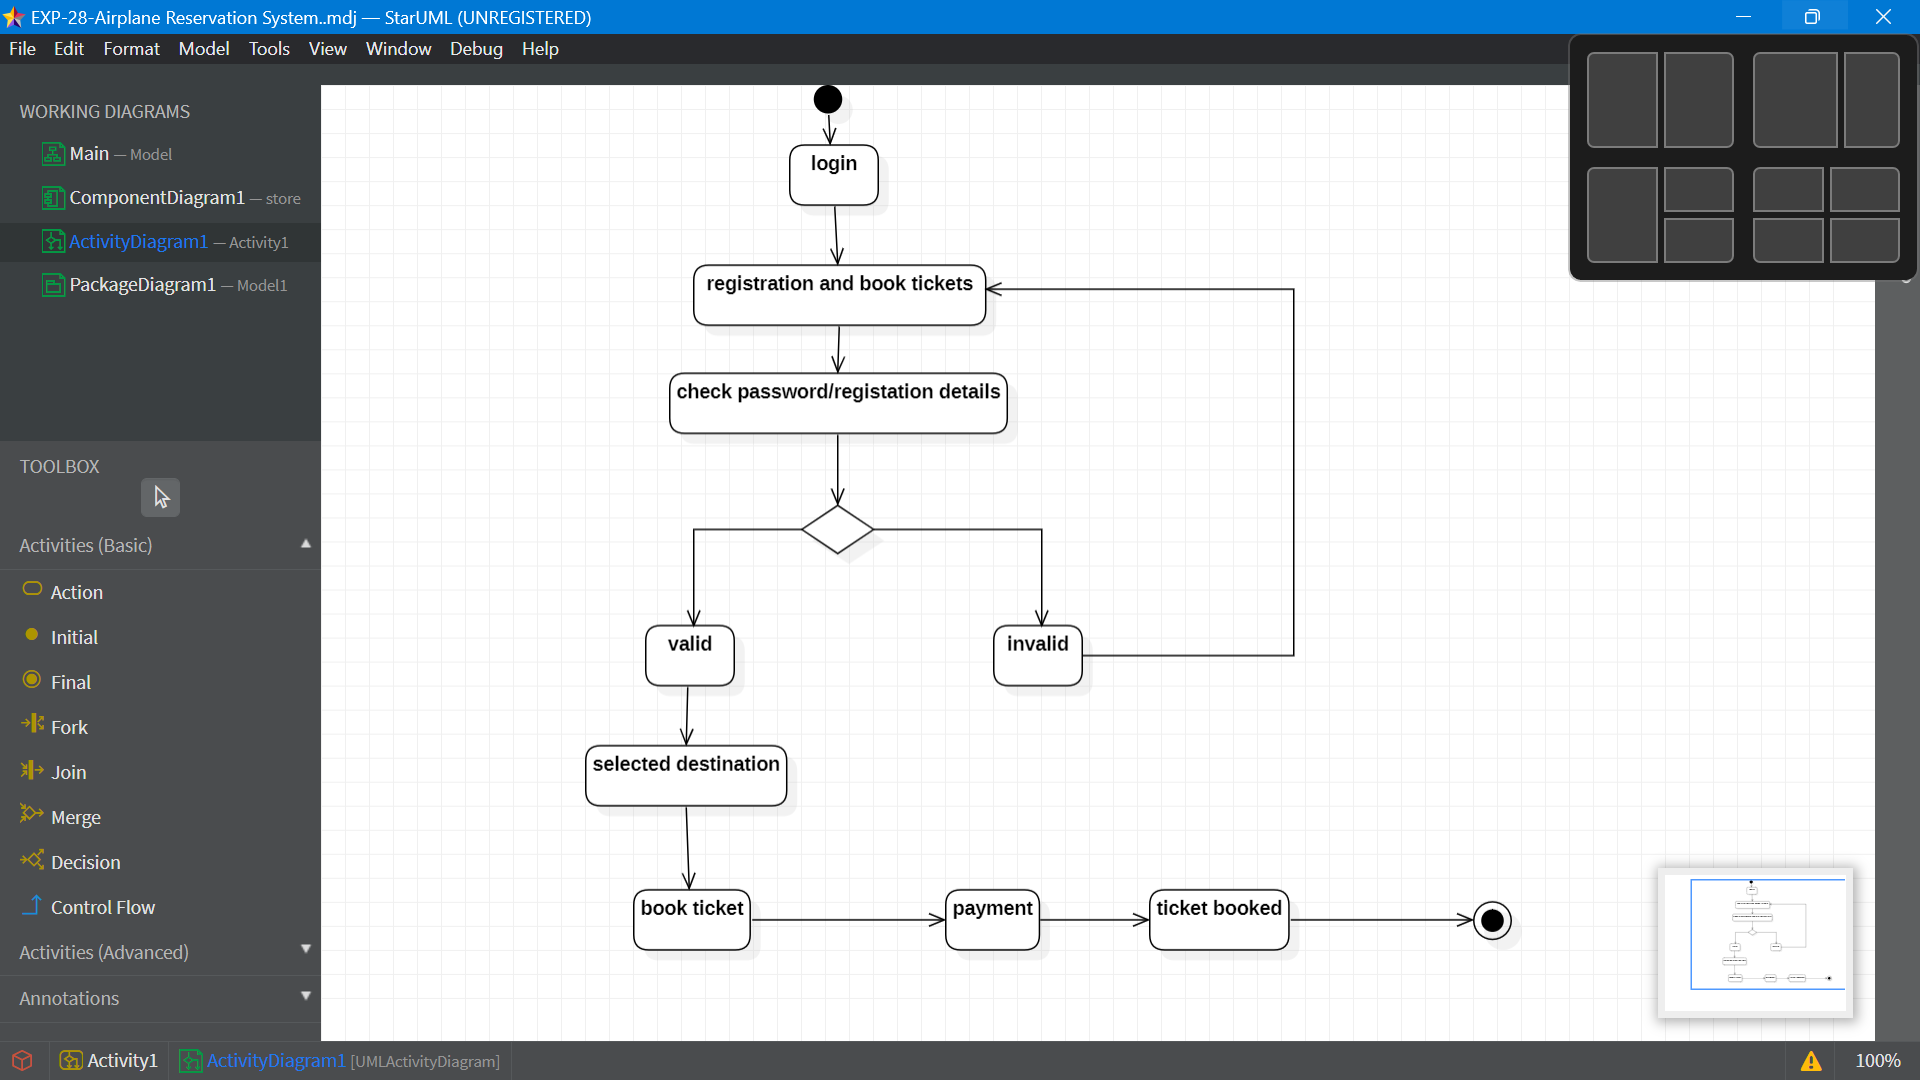 EXP-28-Airplane Reservation System..mdj — StarUML (UNREGISTERED)
File Edit Format Model Tools View Window Debug Help
WORKING DIAGRAMS
Main — Model
ComponentDiagram1 — store
ActivityDiagram1 — Activity1
PackageDiagram1 — Model1
TOOLBOX
Activities (Basic)
Action
Initial
Final
Fork
Join
Merge
Decision
Control Flow
Activities (Advanced)
Annotations
login
registration and book tickets
check password/registation details
valid
invalid
selected destination
book ticket
payment
ticket booked
Activity1
ActivityDiagram1 [UMLActivityDiagram]
100%